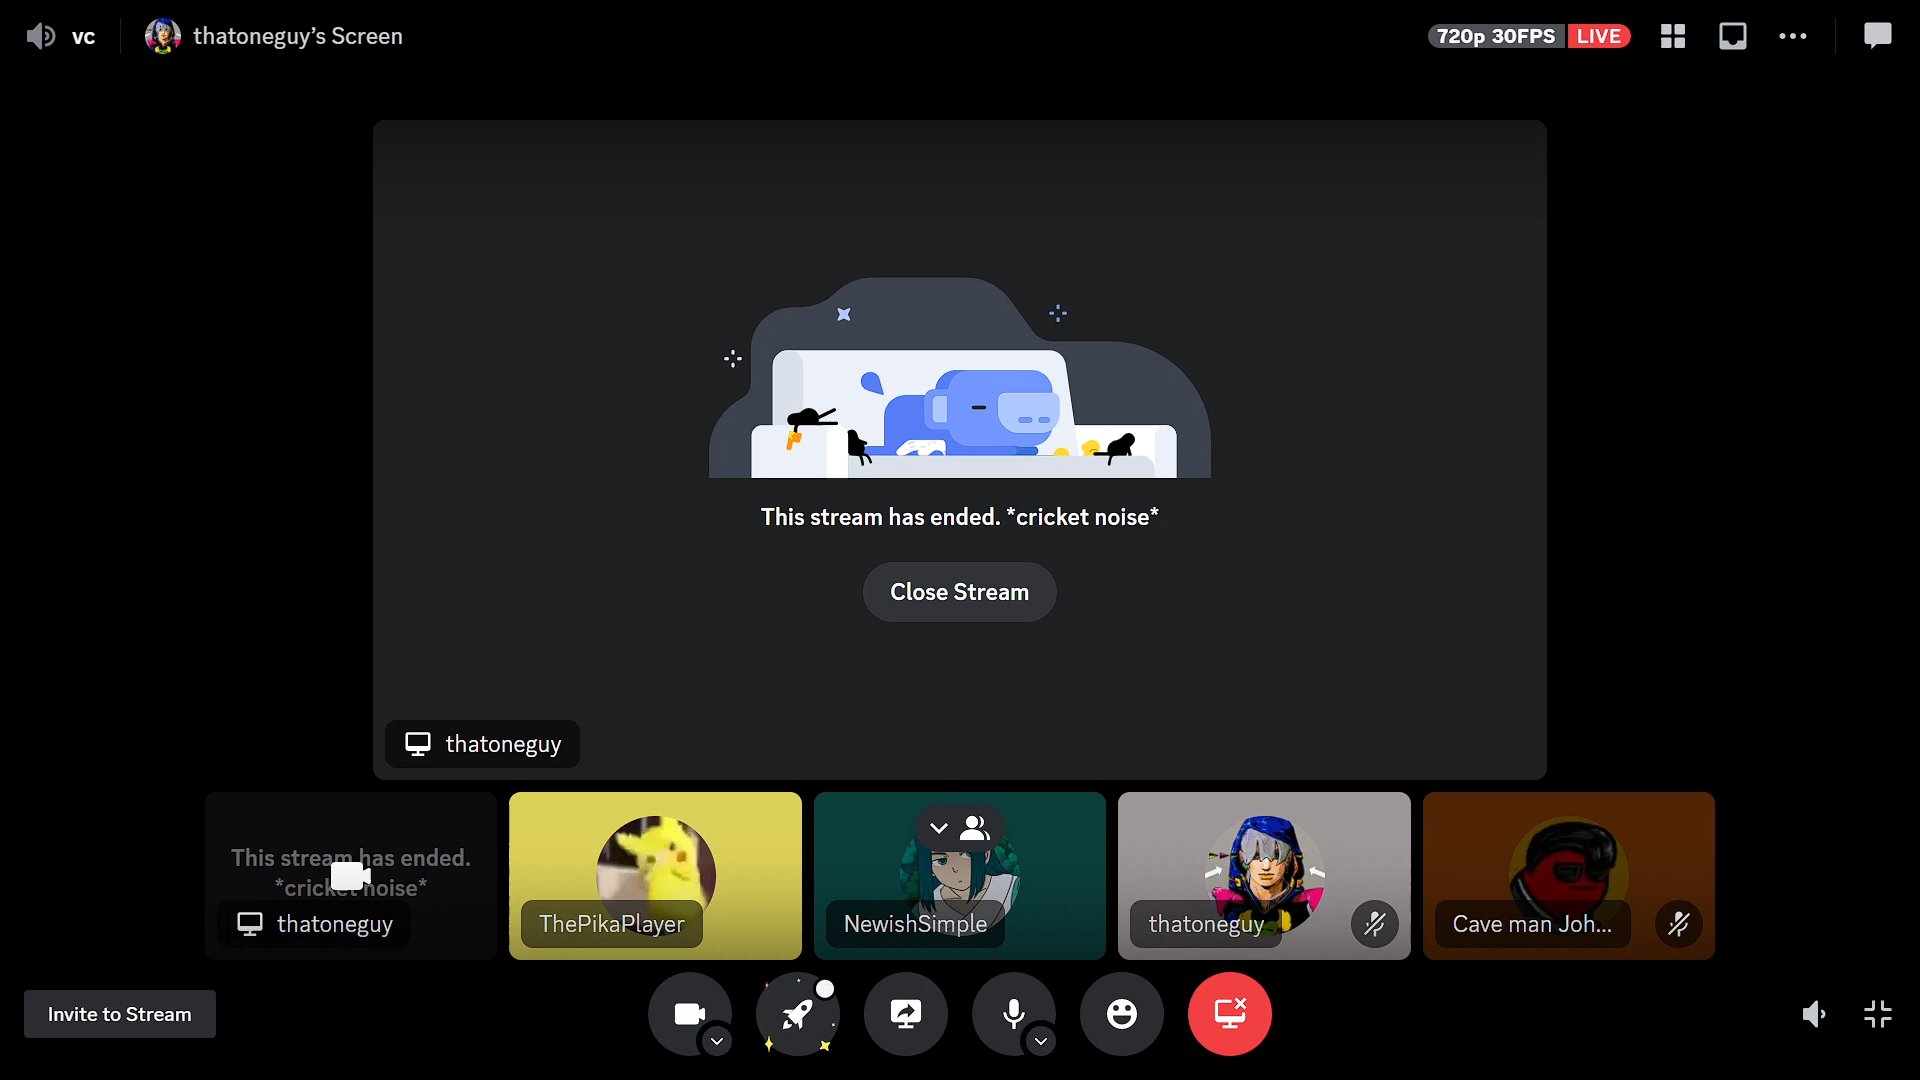 vc
thatoneguy's Screen
720p 30FPS LIVE
This stream has ended. *cricket noise*
Close Stream
thatoneguy
This stream has ended.
*cricket noise*
thatoneguy
ThePikaPlayer
NewishSimple
thatoneguy
Cave man Joh...
Invite to Stream